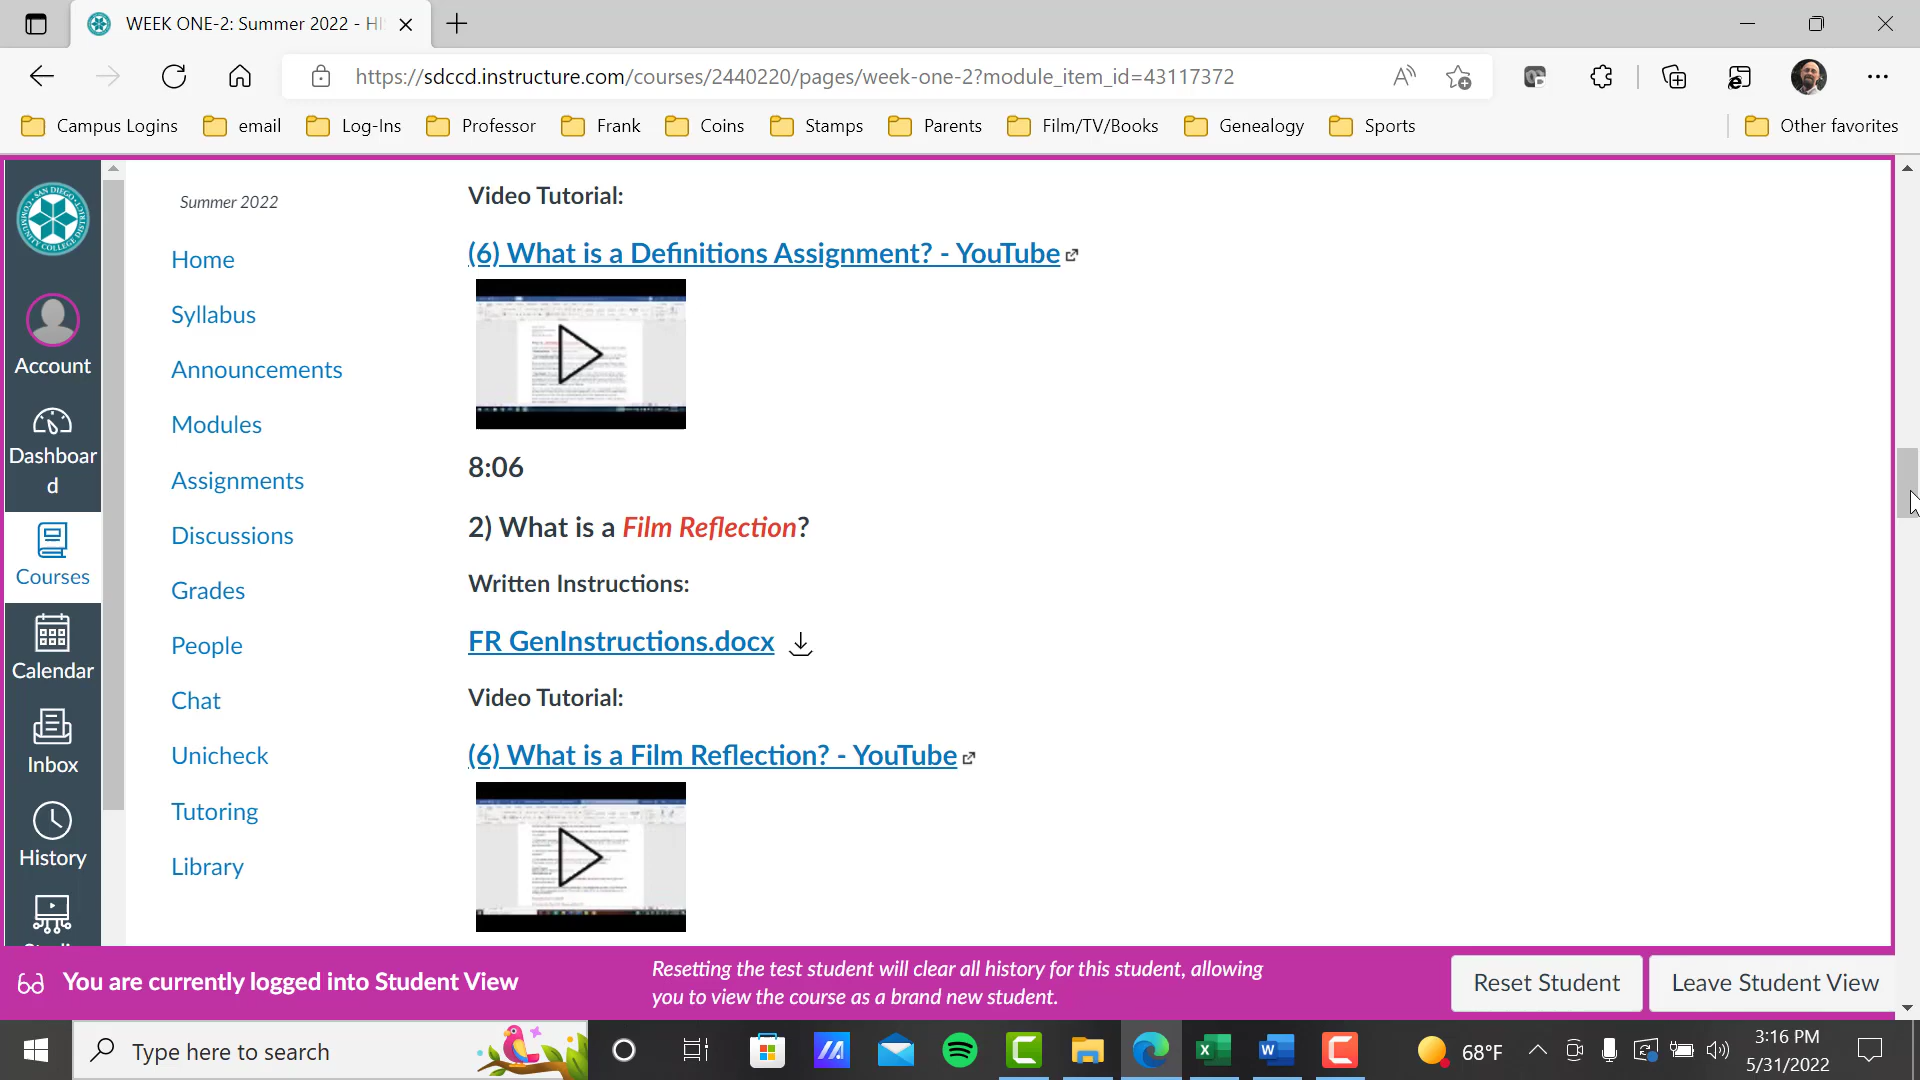 WEEK ONE-2: Summer 2022 - HI
https://sdccd.instructure.com/courses/2440220/pages/week-one-2?module_item_id=43117372
Campus Logins
email
Log-Ins
Professor
Frank
Coins
Stamps
Parents
Film/TV/Books
Genealogy
Sports
Other favorites
SAN DIEGO
COMMUNITY COLLEGE DISTRICT
Account
Dashboar
d
Courses
Calendar
Inbox
History
Summer 2022
Home
Syllabus
Announcements
Modules
Assignments
Discussions
Grades
People
Chat
Unicheck
Tutoring
Library
Video Tutorial:
(6) What is a Definitions Assignment? - YouTube
8:06
2) What is a Film Reflection?
Written Instructions:
FR GenInstructions.docx
Video Tutorial:
(6) What is a Film Reflection? - YouTube
You are currently logged into Student View
Resetting the test student will clear all history for this student, allowing
you to view the course as a brand new student.
Reset Student
Leave Student View
Type here to search
68°F
3:16 PM
5/31/2022